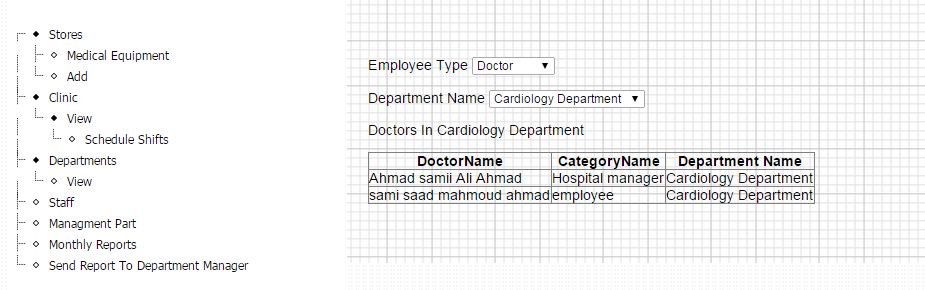 Stores
Medical Equipment
Add
Clinic
View
Schedule Shifts
Departments
View
Staff
Managment Part
Monthly Reports
Send Report To Department Manager
Employee Type Doctor
Department Name Cardiology Department
Doctors In Cardiology Department
DoctorName CategoryName Department Name
Ahmad samii Ali Ahmad Hospital manager Cardiology Department
sami saad mahmoud ahmad employee Cardiology Department